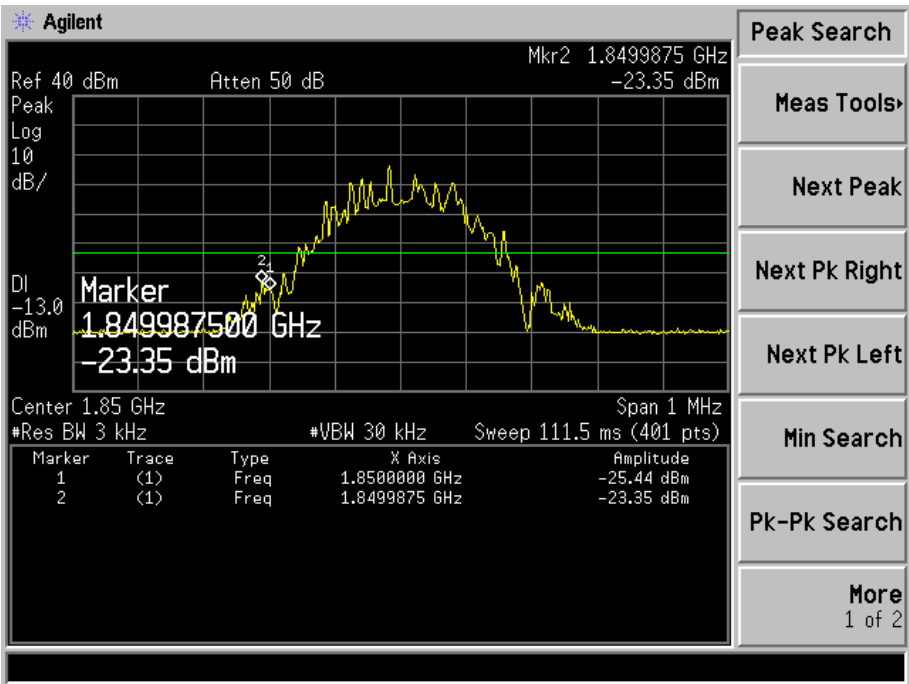 Agilent
Peak Search
Mkr2 1.8499875 GHz
Ref 40 dBm Atten 50 dB −23.35 dBm
Peak
Log
10
dB/
2 1
DI
−13.0
dBm
Marker
1.849987500 GHz
−23.35 dBm
Center 1.85 GHz Span 1 MHz
#Res BW 3 kHz #VBW 30 kHz Sweep 111.5 ms (401 pts)
Marker Trace Type X Axis Amplitude
1 (1) Freq 1.8500000 GHz −25.44 dBm
2 (1) Freq 1.8499875 GHz −23.35 dBm
Meas Tools▸
Next Peak
Next Pk Right
Next Pk Left
Min Search
Pk−Pk Search
More
1 of 2